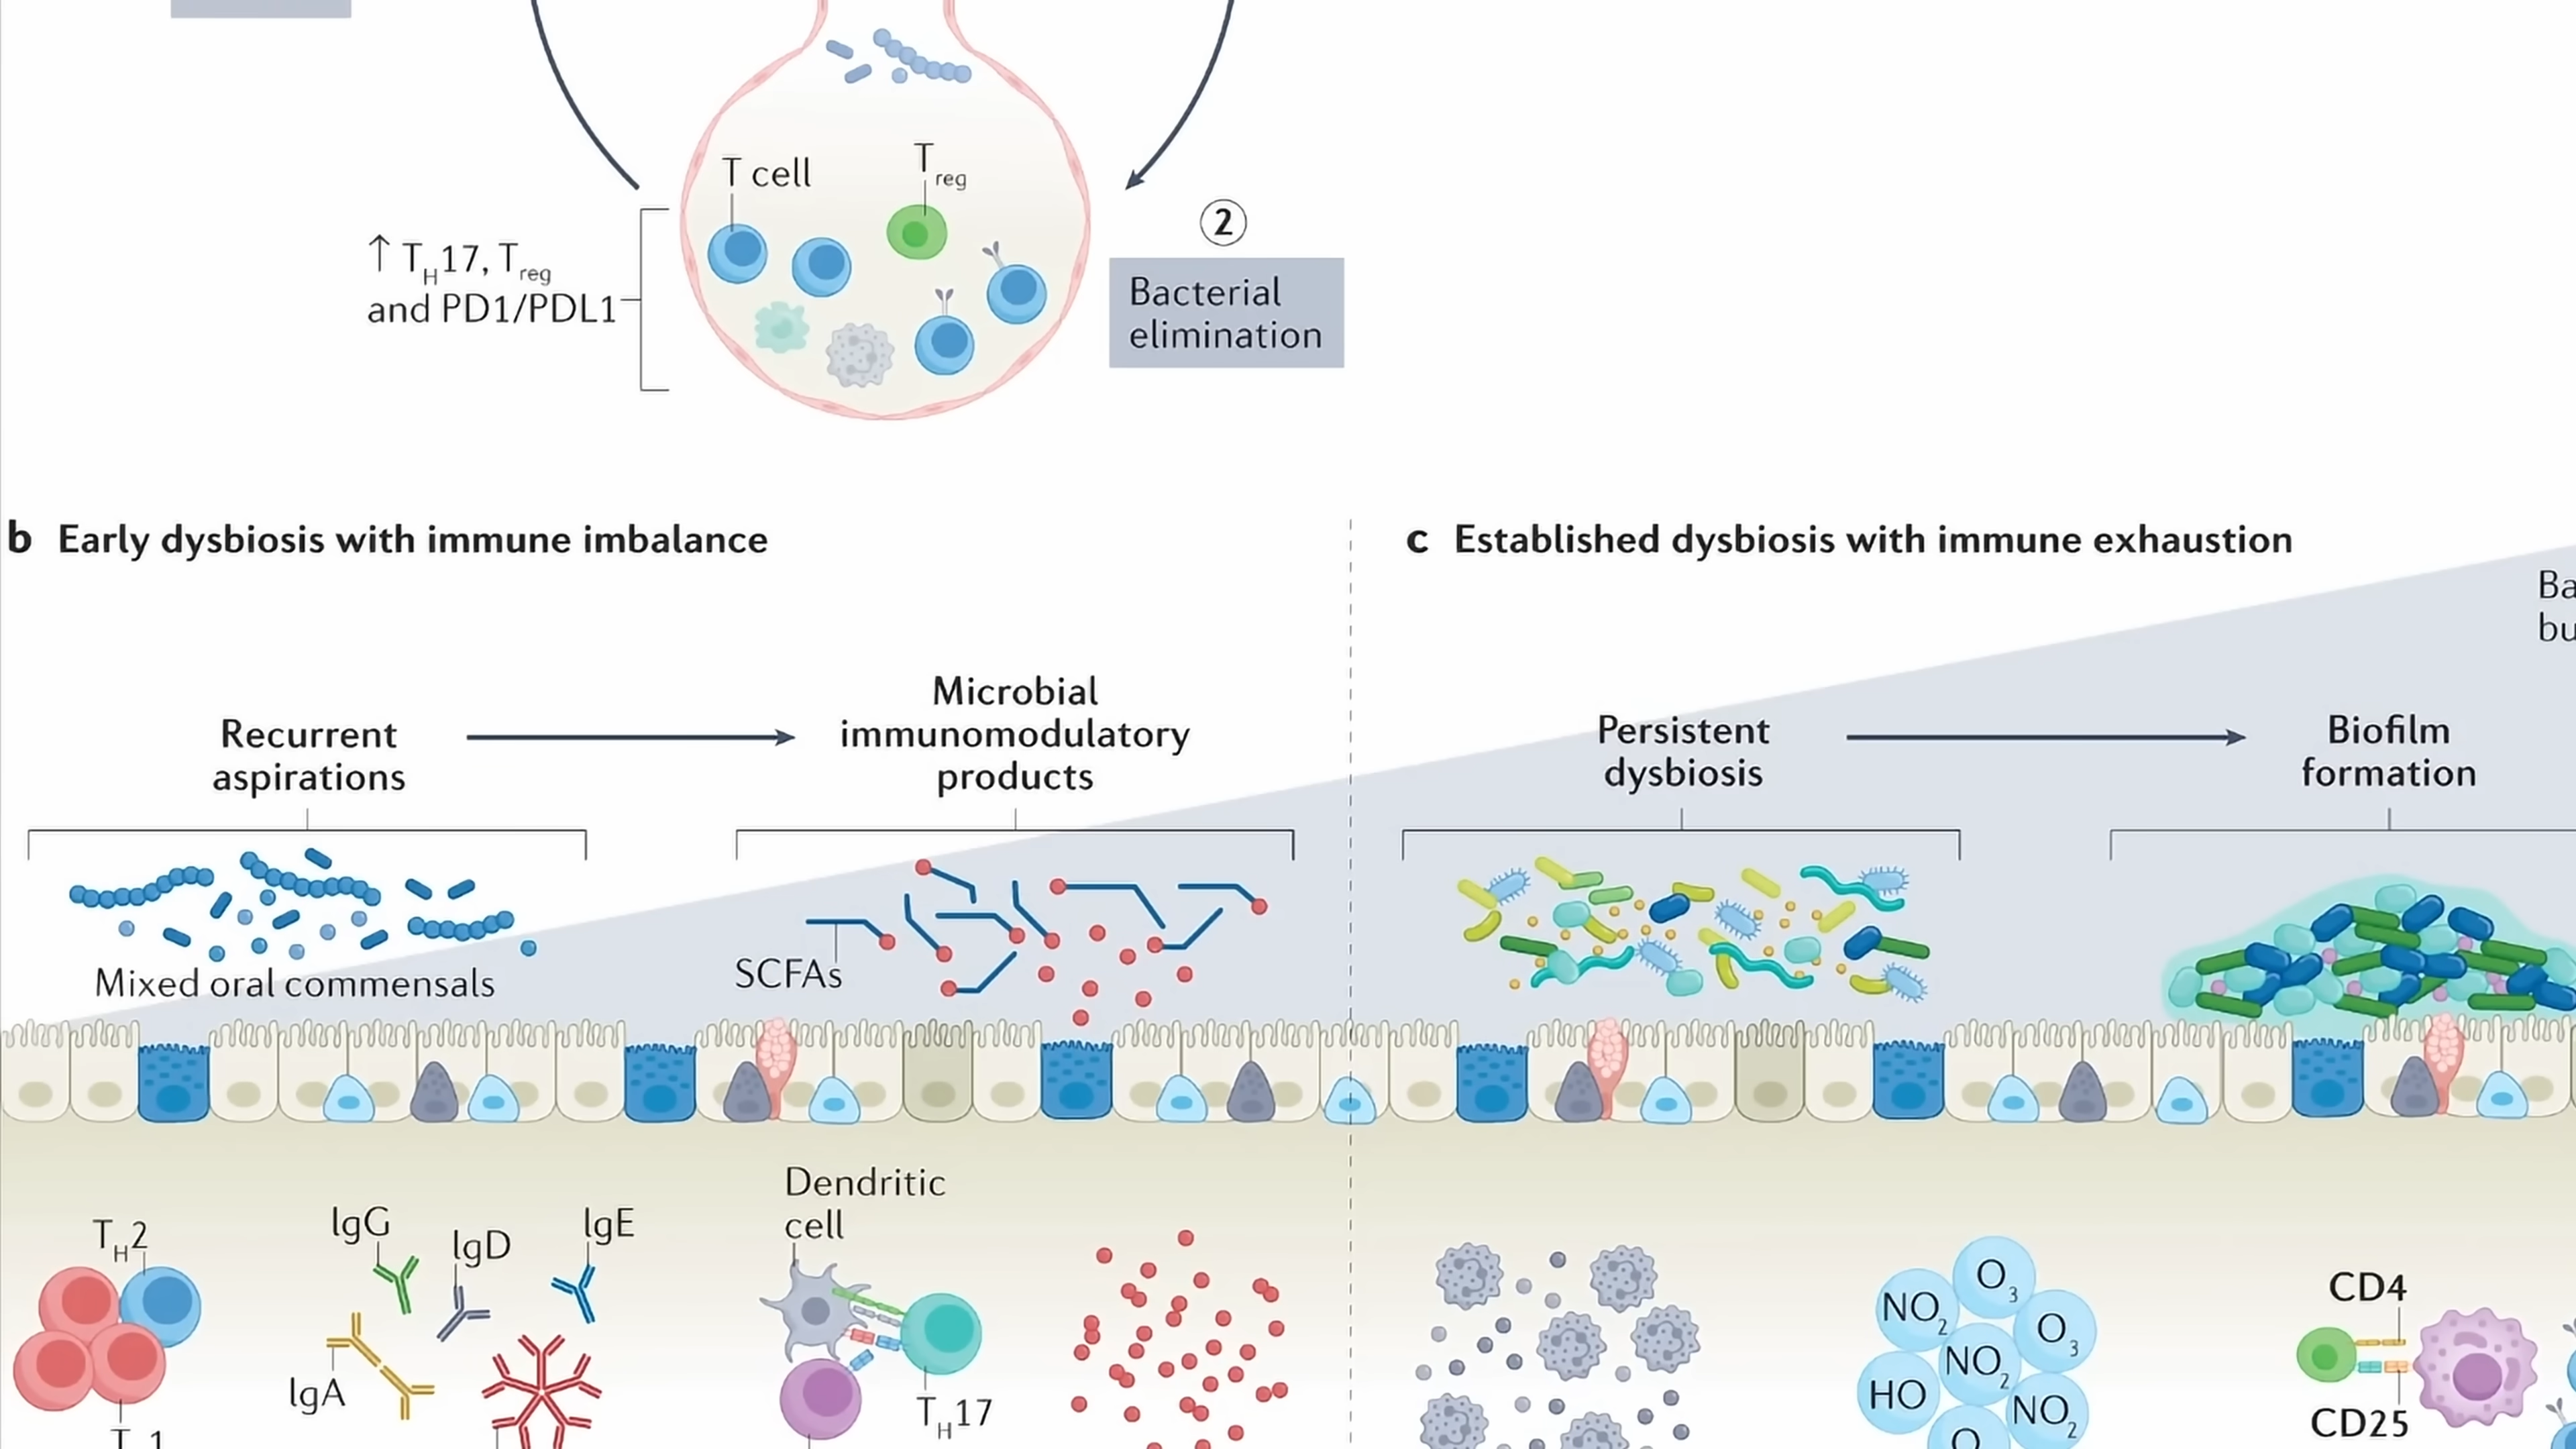 T cell
Treg
↑ TH17, Treg
and PD1/PDL1
2
Bacterial
elimination
b Early dysbiosis with immune imbalance
c Established dysbiosis with immune exhaustion
Recurrent
aspirations
Microbial
immunomodulatory
products
Persistent
dysbiosis
Biofilm
formation
Mixed oral commensals
SCFAs
Dendritic
cell
TH2
IgG
IgD
IgE
IgA
TH17
O3
NO2
O3
NO2
HO
NO2
CD4
CD25